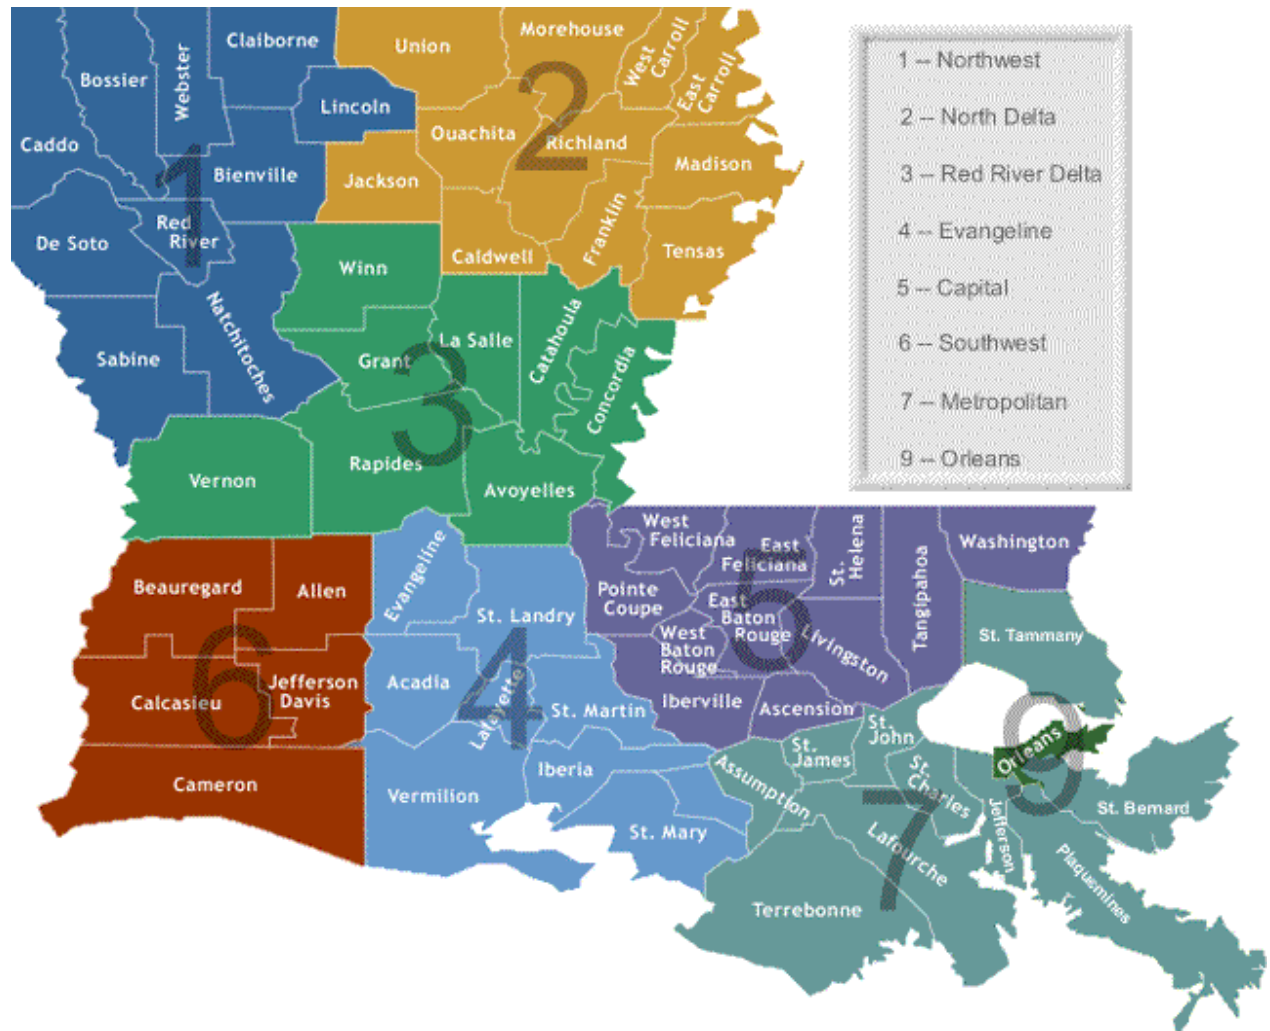 Claiborne
Union
Morehouse
West
Carroll
East
Carroll
Bossier
Webster
Lincoln
2
Caddo
Ouachita
Richland
Madison
1
Bienville
Jackson
Red
River
De Soto
Franklin
Tensas
Winn
Caldwell
Natchitoches
Sabine
Grant
La Salle
Catahoula
Concordia
3
Vernon
Rapides
Avoyelles
West
Feliciana
East
Feliciana
St.
Helena
Tangipahoa
Washington
Beauregard
Allen
Evangeline
St. Landry
Pointe
Coupe
East
Baton
Rouge
5
Livingston
St. Tammany
West
Baton
Rouge
6
4
Calcasieu
Jefferson
Davis
Acadia
Lafayette
St. Martin
Iberville
Ascension
St.
John
St.
James
St.
Charles
Orleans
9
Cameron
Vermilion
Iberia
Assumption
St. Mary
7
Lafourche
Jefferson
St. Bernard
Plaquemines
Terrebonne
1 -- Northwest
2 -- North Delta
3 -- Red River Delta
4 -- Evangeline
5 -- Capital
6 -- Southwest
7 -- Metropolitan
9 -- Orleans